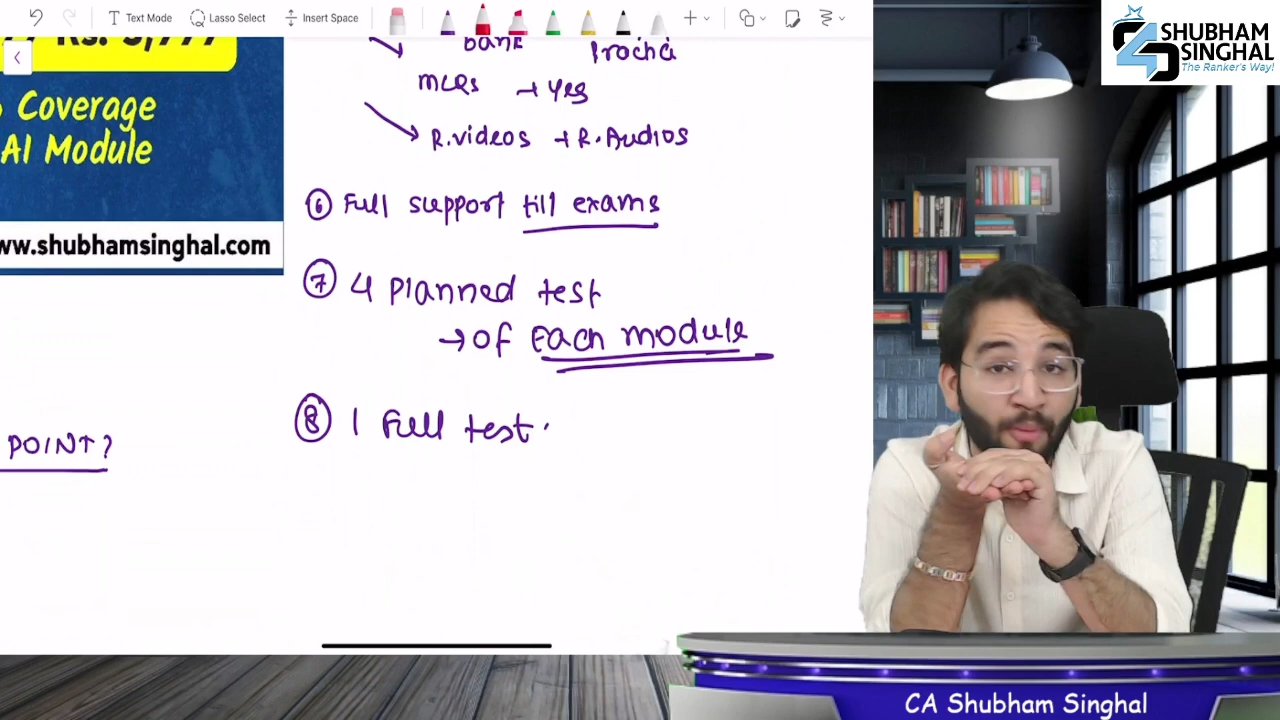 Text Mode
Lasso Select
Insert Space
SHUBHAM
SINGHAL
The Ranker's Way!
Coverage
AI Module
ww.shubhamsinghal.com
POINT?
bank
MCQs → Yes
R.videos + R.Audios
⑥ Full support till exams
⑦ 4 Planned test
→ of Each module
⑧ 1 Full test
CA Shubham Singhal